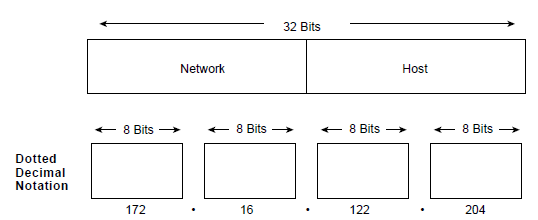 32 Bits
Network Host
8 Bits 8 Bits 8 Bits 8 Bits
Dotted
Decimal
Notation
172 . 16 . 122 . 204